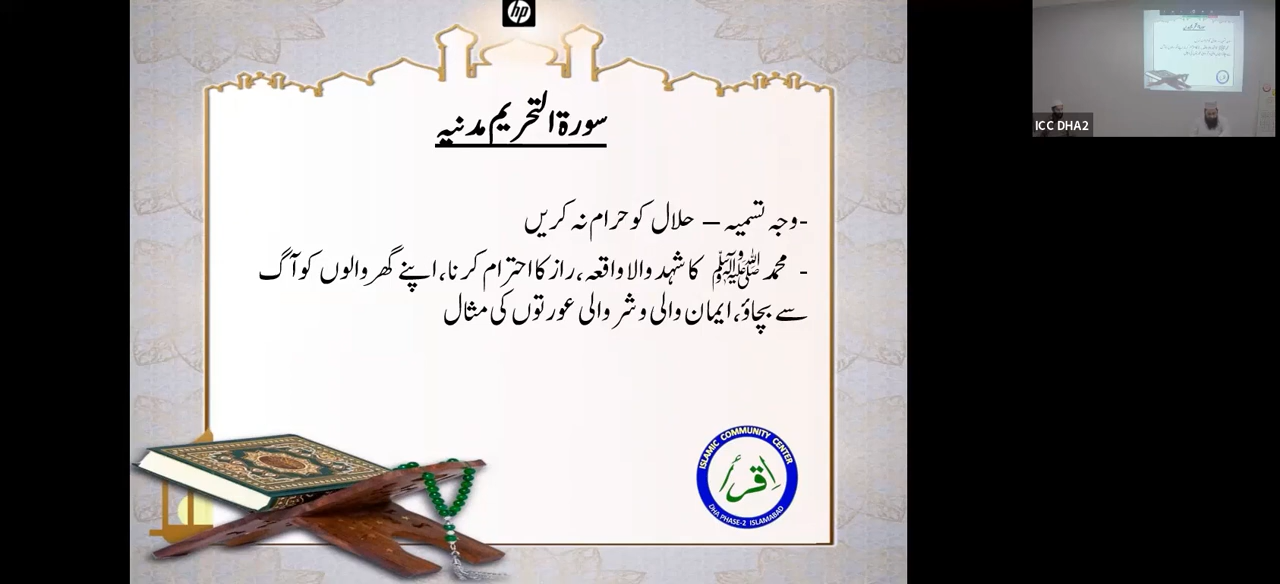 hp
سورۃ التحریم مدنیہ
-وجہ تسمیہ – حلال کو حرام نہ کریں
- محمد ﷺ کا شہد والا واقعہ، راز کا احترام کرنا، اپنے گھر والوں کو آگ
سے بچاؤ، ایمان والی و شر والی عورتوں کی مثال
ISLAMIC COMMUNITY CENTER
اِقرأ
DHA PHASE-2 ISLAMABAD
ICC DHA2